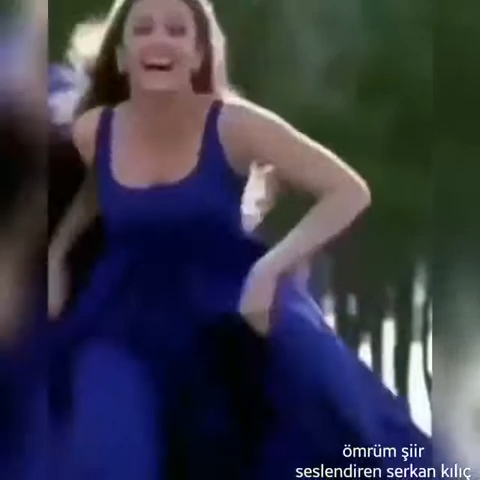 ömrüm şiir
seslendiren serkan kılıç